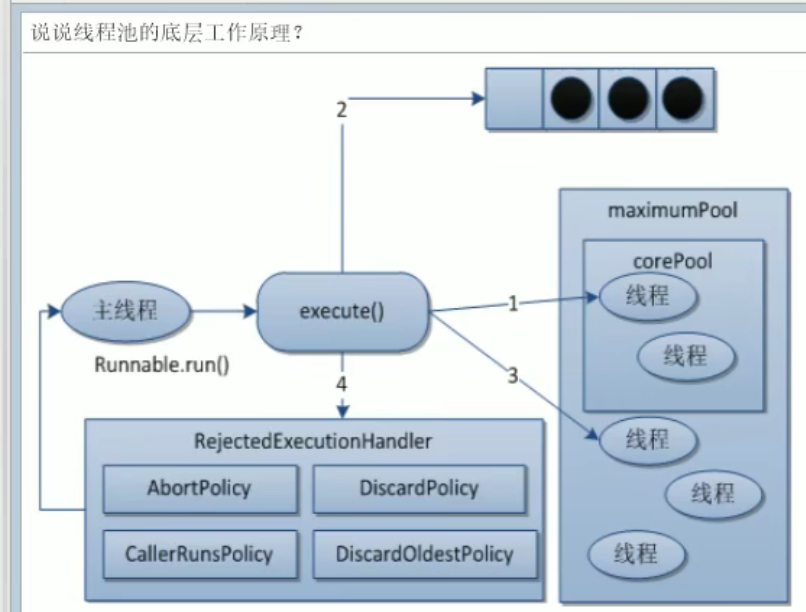 说说线程池的底层工作原理？
2
maximumPool
corePool
线程
主线程
execute()
1
线程
Runnable.run()
4
3
RejectedExecutionHandler
线程
AbortPolicy
DiscardPolicy
线程
CallerRunsPolicy
DiscardOldestPolicy
线程